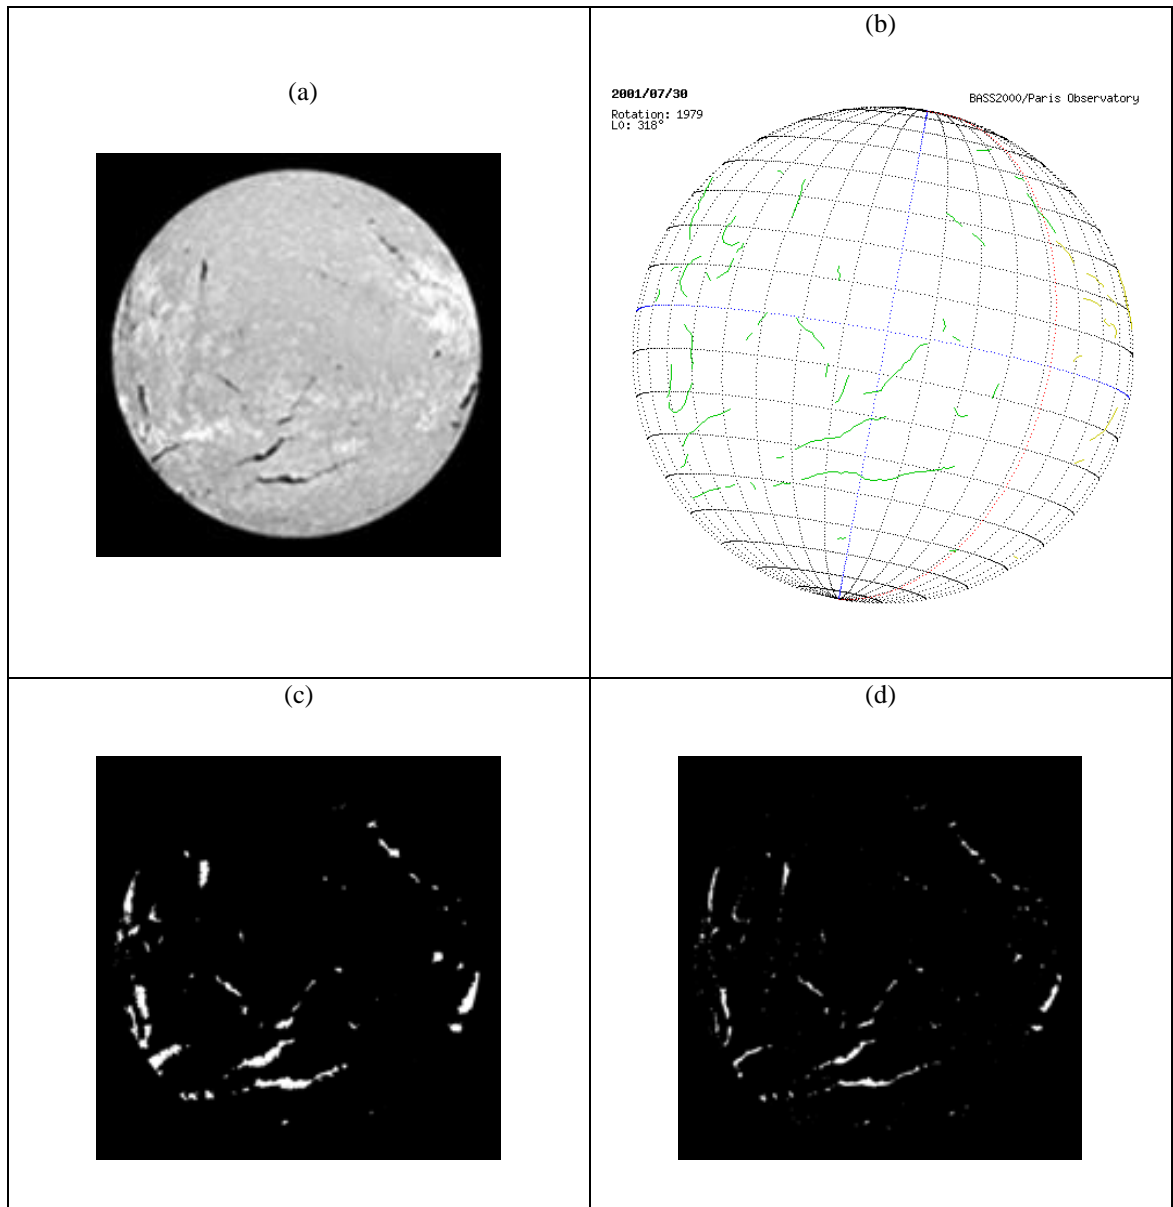 (a)
(b)
2001/07/30
BASS2000/Paris Observatory
Rotation: 1979
L0: 318°
(c)
(d)